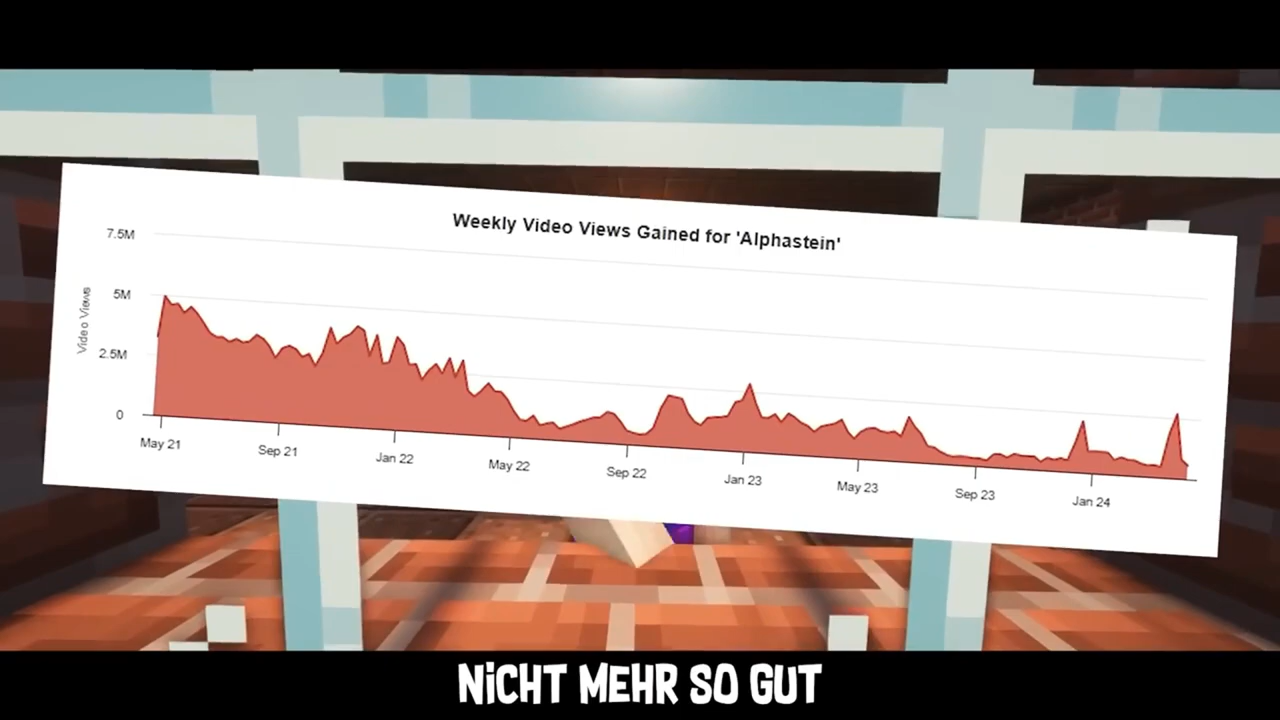 Weekly Video Views Gained for 'Alphastein'
7.5M
5M
2.5M
0
Video Views
May 21
Sep 21
Jan 22
May 22
Sep 22
Jan 23
May 23
Sep 23
Jan 24
NiCHT MEHR SO GUT